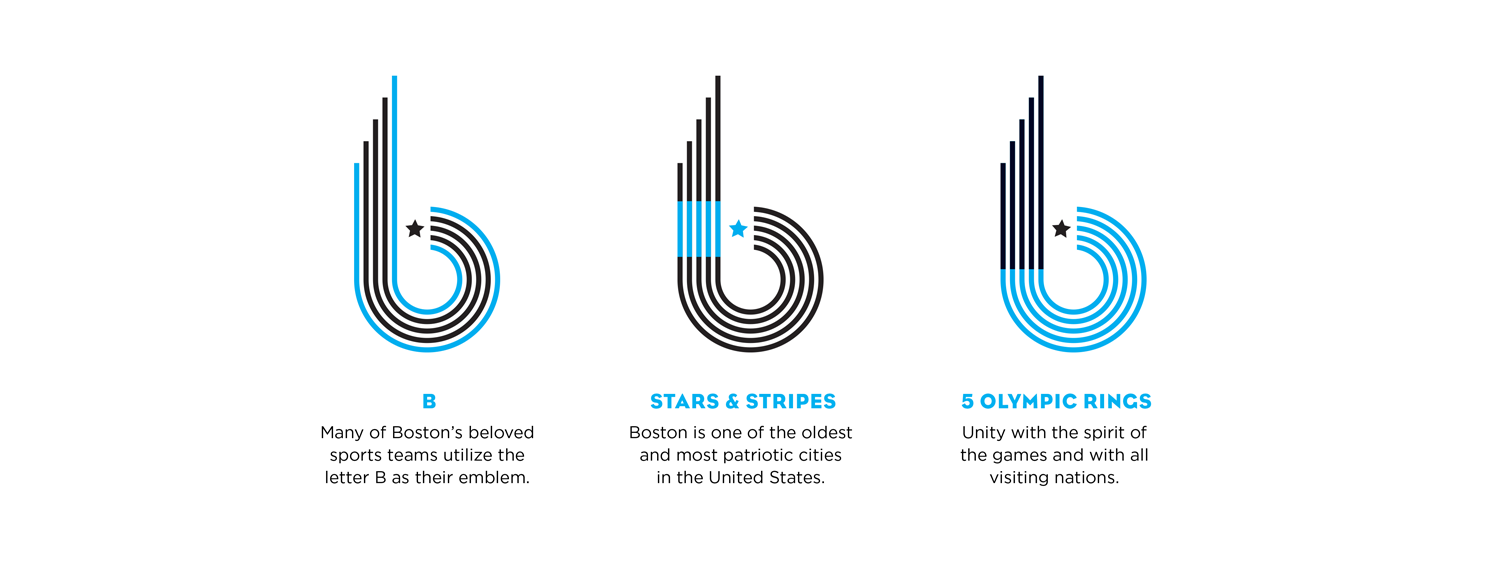 B
Many of Boston’s beloved
sports teams utilize the
letter B as their emblem.
STARS & STRIPES
Boston is one of the oldest
and most patriotic cities
in the United States.
5 OLYMPIC RINGS
Unity with the spirit of
the games and with all
visiting nations.